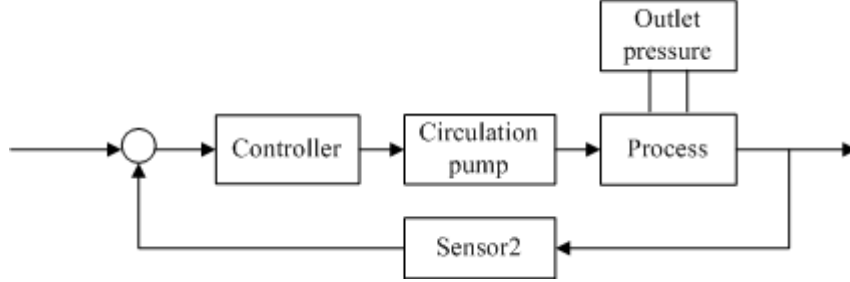 Outlet
pressure
Controller
Circulation
pump
Process
Sensor2